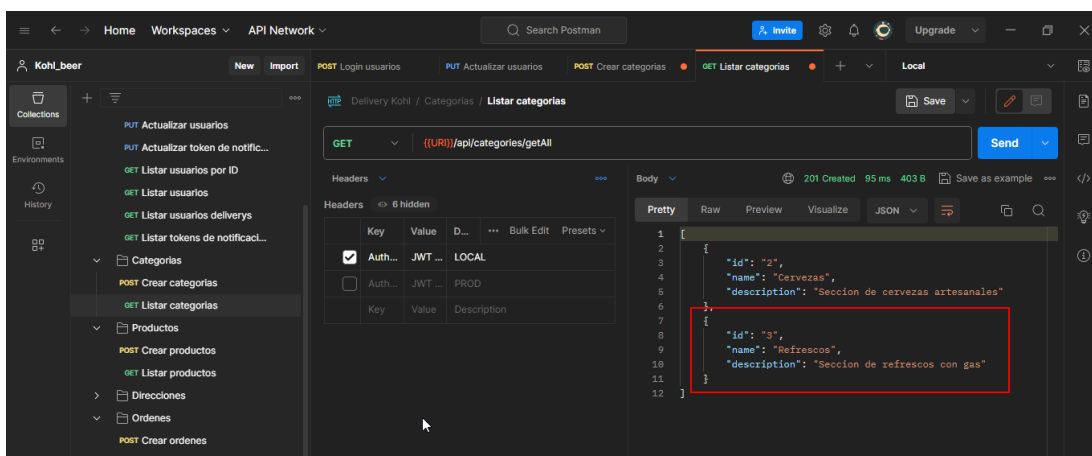 Home Workspaces API Network Search Postman Invite Upgrade
Kohl_beer New Import POST Login usuarios PUT Actualizar usuarios POST Crear categorias GET Listar categorias Local
Collections
Environments
History
PUT Actualizar usuarios
PUT Actualizar token de notific...
GET Listar usuarios por ID
GET Listar usuarios
GET Listar usuarios deliverys
GET Listar tokens de notificaci...
Categorias
POST Crear categorias
GET Listar categorias
Productos
POST Crear productos
GET Listar productos
Direcciones
Ordenes
POST Crear ordenes
HTTP Delivery Kohl / Categorias / Listar categorias Save
GET {{URI}}/api/categories/getAll Send
Headers
Headers 6 hidden
Key Value D... Bulk Edit Presets
Auth... JWT ... LOCAL
Auth... JWT ... PROD
Key Value Description
Body 201 Created 95 ms 403 B Save as example
Pretty Raw Preview Visualize JSON
1 [
2 {
3 "id": "2",
4 "name": "Cervezas",
5 "description": "Seccion de cervezas artesanales"
6 },
7 {
8 "id": "3",
9 "name": "Refrescos",
10 "description": "Seccion de refrescos con gas"
11 }
12 ]